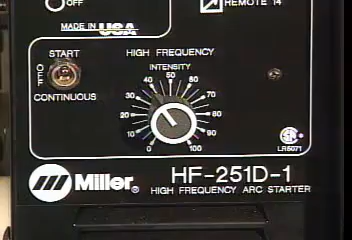 OFF
REMOTE 14
MADE IN USA
START
HIGH FREQUENCY
INTENSITY
OFF
CONTINUOUS
0
10
20
30
40
50
60
70
80
90
100
LR5071
Miller®
HF-251D-1
HIGH FREQUENCY ARC STARTER